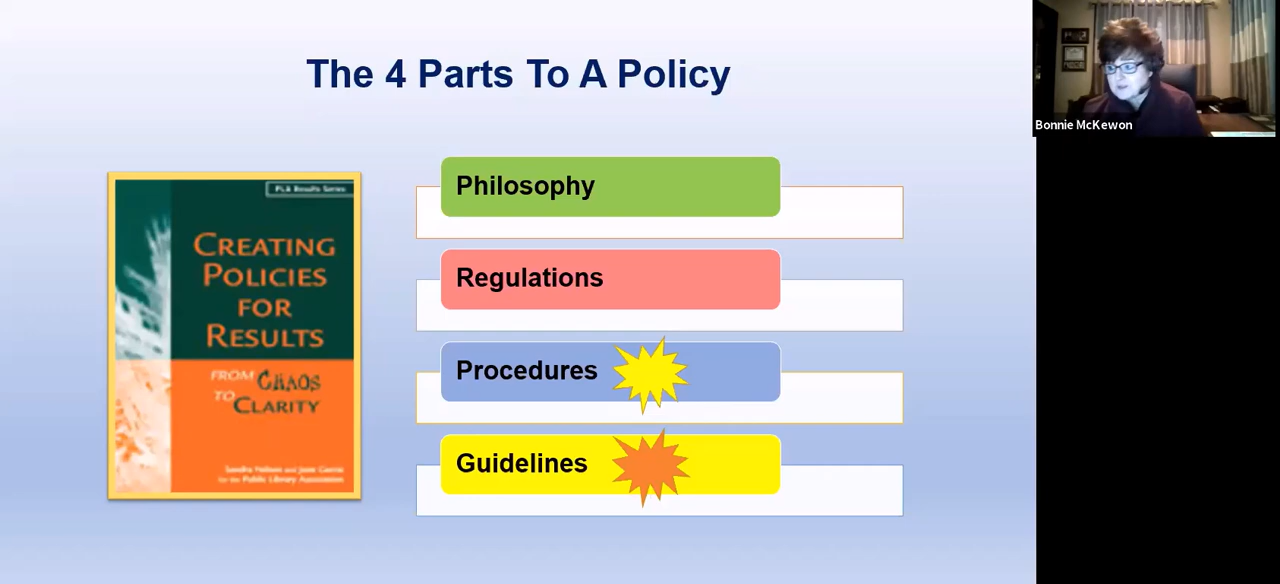 The 4 Parts To A Policy
Bonnie McKewon
PLA Results Series
CREATING
POLICIES
FOR
RESULTS
FROM CHAOS
TO CLARITY
Sandra Nelson and June Garcia
for the Public Library Association
Philosophy
Regulations
Procedures
Guidelines